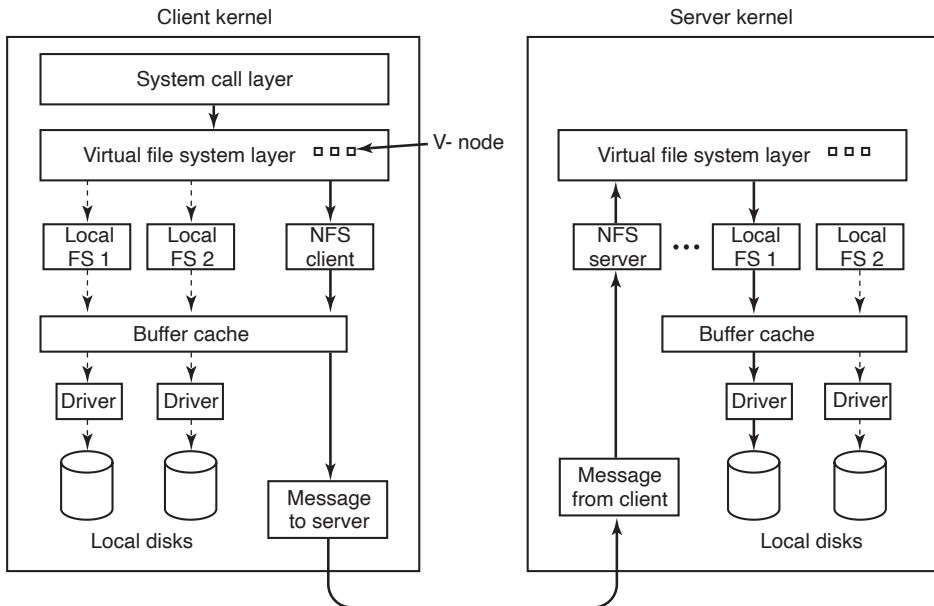 Client kernel
Server kernel
System call layer
V- node
Virtual file system layer
Virtual file system layer
Local
FS 1
Local
FS 2
NFS
client
NFS
server
Local
FS 1
Local
FS 2
Buffer cache
Buffer cache
Driver
Driver
Driver
Driver
Message
to server
Message
from client
Local disks
Local disks